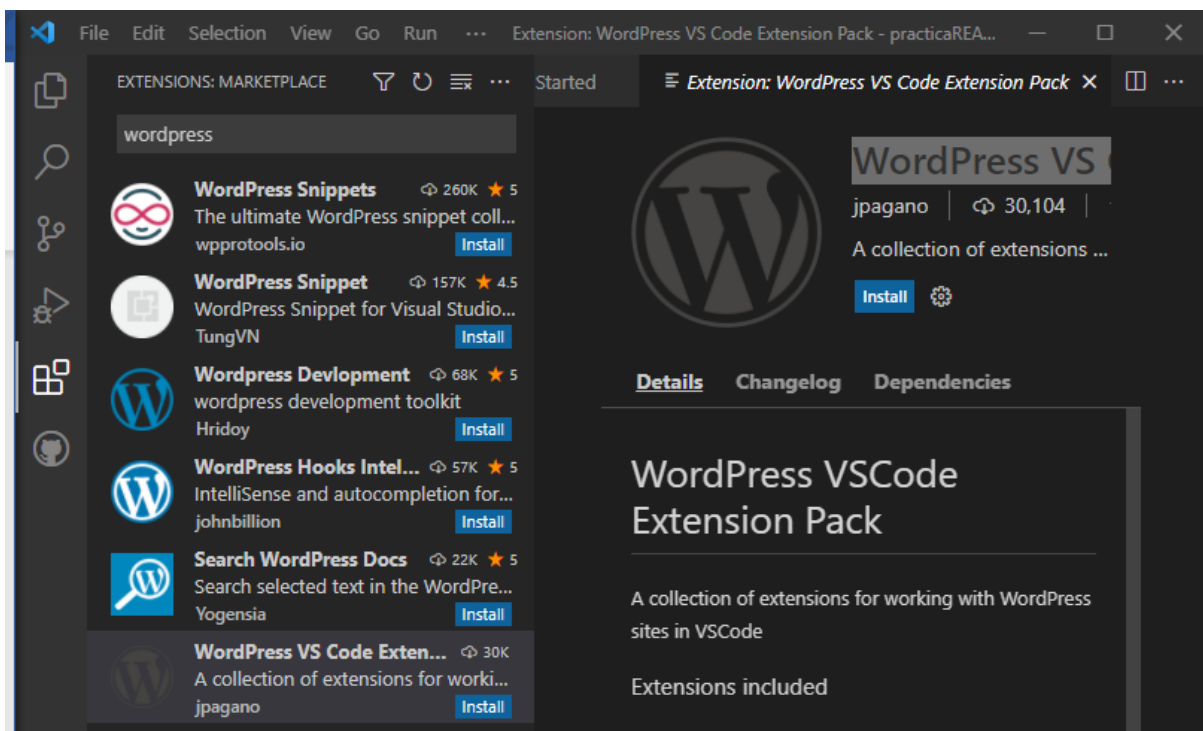 File Edit Selection View Go Run ··· Extension: WordPress VS Code Extension Pack - practicaREA...
EXTENSIONS: MARKETPLACE
wordpress
WordPress Snippets 260K ★ 5
The ultimate WordPress snippet coll...
wpprotools.io Install
WordPress Snippet 157K ★ 4.5
WordPress Snippet for Visual Studio...
TungVN Install
Wordpress Devlopment 68K ★ 5
wordpress development toolkit
Hridoy Install
WordPress Hooks Intel... 57K ★ 5
IntelliSense and autocompletion for...
johnbillion Install
Search WordPress Docs 22K ★ 5
Search selected text in the WordPre...
Yogensia Install
WordPress VS Code Exten... 30K
A collection of extensions for worki...
jpagano Install
Started Extension: WordPress VS Code Extension Pack
WordPress VS
jpagano 30,104
A collection of extensions ...
Install
Details Changelog Dependencies
WordPress VSCode
Extension Pack
A collection of extensions for working with WordPress
sites in VSCode
Extensions included